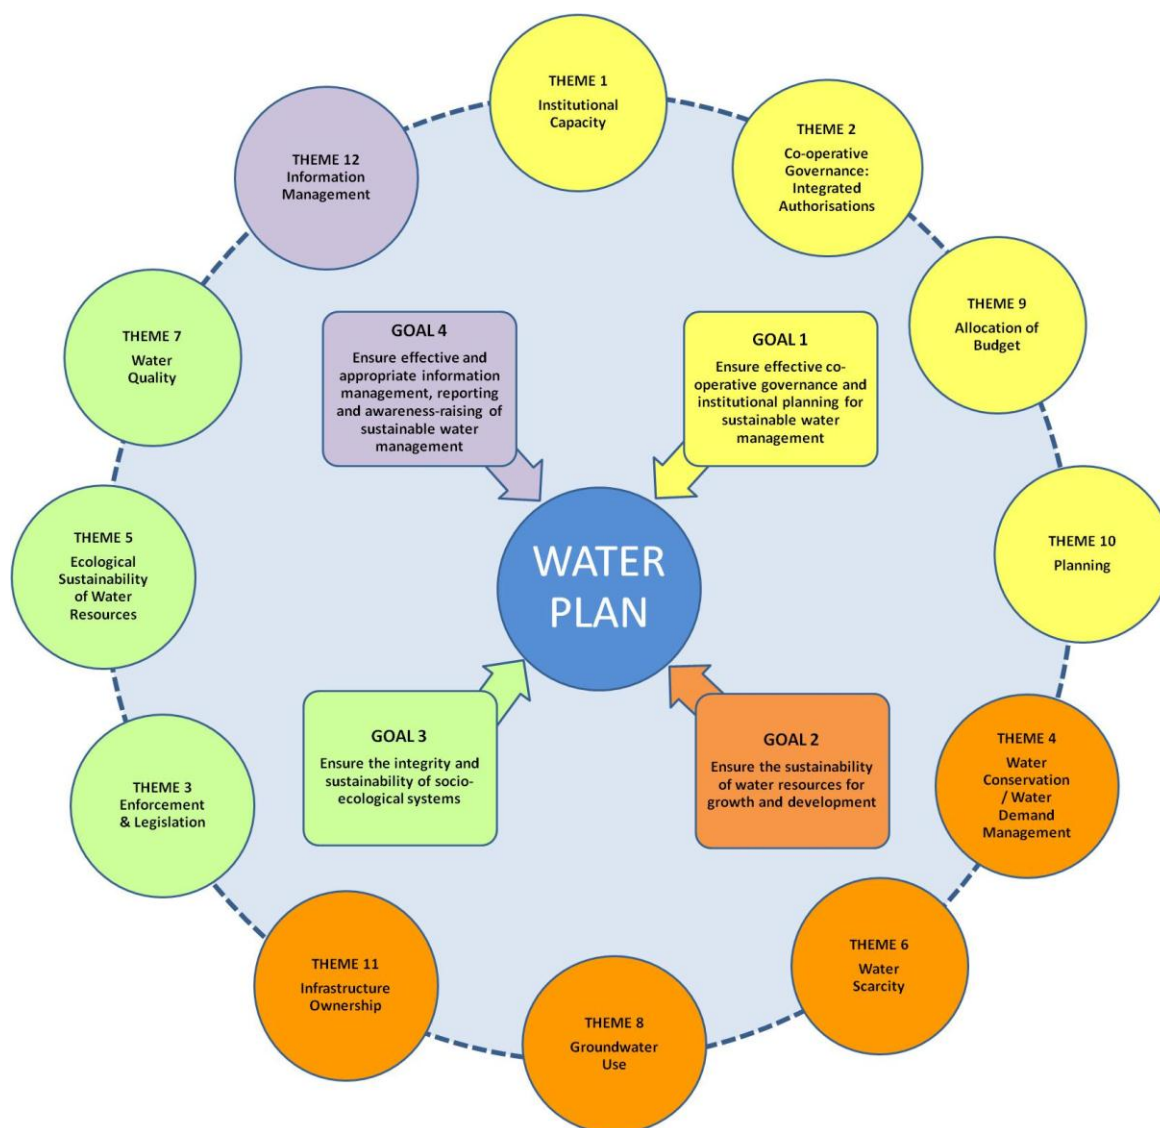 THEME 1
Institutional
Capacity
THEME 2
Co-operative
Governance:
Integrated
Authorisations
THEME 12
Information
Management
THEME 9
Allocation of
Budget
THEME 7
Water
Quality
GOAL 4
Ensure effective and
appropriate information
management, reporting
and awareness-raising of
sustainable water
management
GOAL 1
Ensure effective co-
operative governance and
institutional planning for
sustainable water
management
THEME 5
Ecological
Sustainability
of Water
Resources
WATER
PLAN
THEME 10
Planning
GOAL 3
Ensure the integrity and
sustainability of socio-
ecological systems
GOAL 2
Ensure the sustainability
of water resources for
growth and development
THEME 4
Water
Conservation
/ Water
Demand
Management
THEME 3
Enforcement
& Legislation
THEME 11
Infrastructure
Ownership
THEME 8
Groundwater
Use
THEME 6
Water
Scarcity